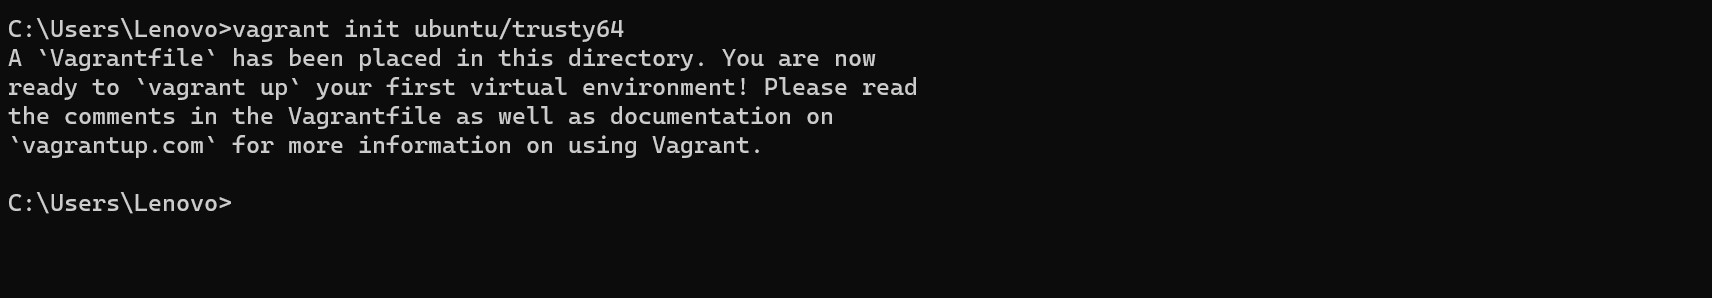 C:\Users\Lenovo>vagrant init ubuntu/trusty64
A `Vagrantfile` has been placed in this directory. You are now
ready to `vagrant up` your first virtual environment! Please read
the comments in the Vagrantfile as well as documentation on
`vagrantup.com` for more information on using Vagrant.
C:\Users\Lenovo>